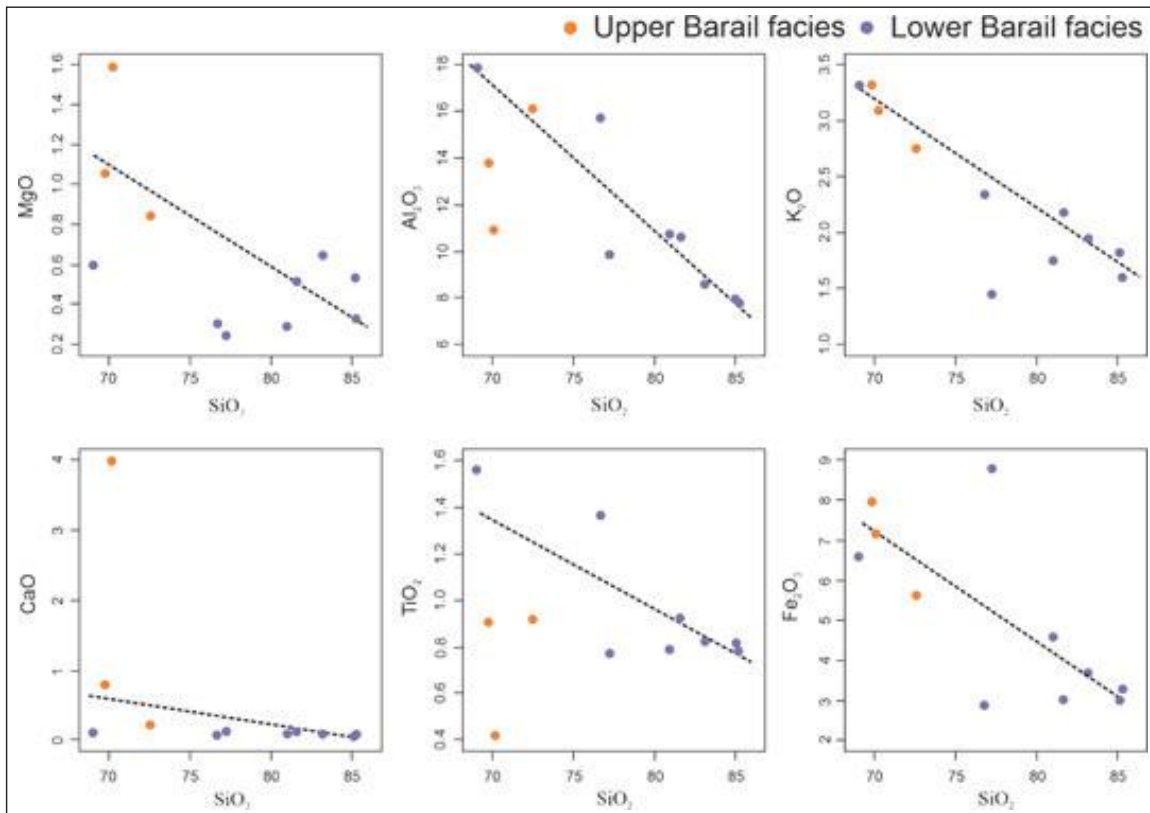 Upper Barail facies Lower Barail facies
MgO
1.6
1.4
1.2
1.0
0.8
0.6
0.4
0.2
70 75 80 85
SiO₂
Al₂O₃
18
16
14
12
10
8
6
70 75 80 85
SiO₂
K₂O
3.5
3.0
2.5
2.0
1.5
1.0
70 75 80 85
SiO₂
CaO
4
3
2
1
0
70 75 80 85
SiO₂
TiO₂
1.6
1.4
1.2
1.0
0.8
0.6
0.4
70 75 80 85
SiO₂
Fe₂O₃
9
8
7
6
5
4
3
2
70 75 80 85
SiO₂